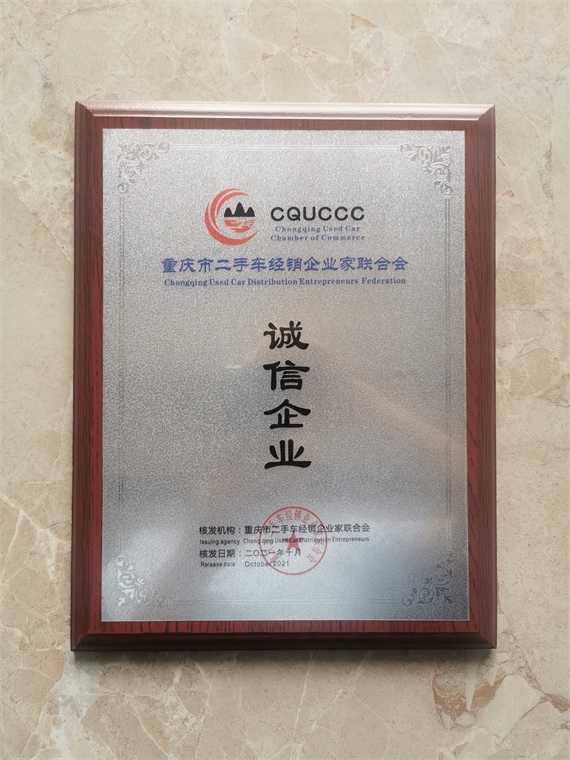 CQUCCC
Chongqing Used Car
Chamber of Commerce
重庆市二手车经销企业家联合会
Chongqing Used Car Distribution Entrepreneurs Federation
诚
信
企
业
核发机构：重庆市二手车经销企业家联合会
Issuing agency Chongqing Used Car Distribution Entrepreneurs
核发日期：二〇二一年十月
Release date October 2021